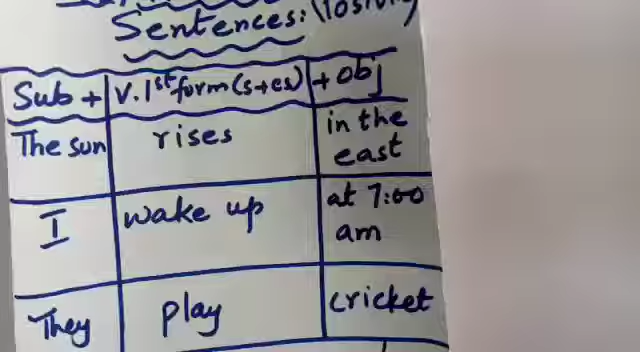 Sentences: (Positive
Sub + V. 1st form (s+es) + obj
The sun rises in the east
I wake up at 7:00 am
They play cricket